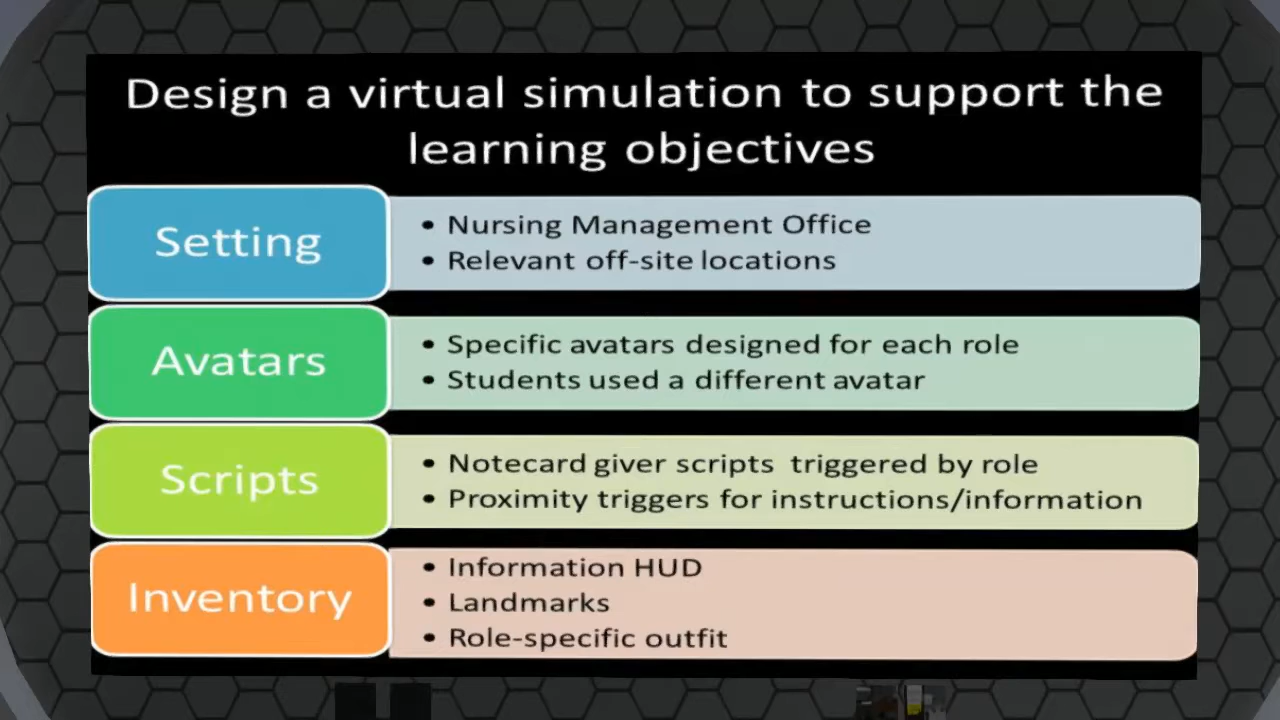 Design a virtual simulation to support the
learning objectives
Setting
• Nursing Management Office
• Relevant off-site locations
Avatars
• Specific avatars designed for each role
• Students used a different avatar
Scripts
• Notecard giver scripts triggered by role
• Proximity triggers for instructions/information
Inventory
• Information HUD
• Landmarks
• Role-specific outfit